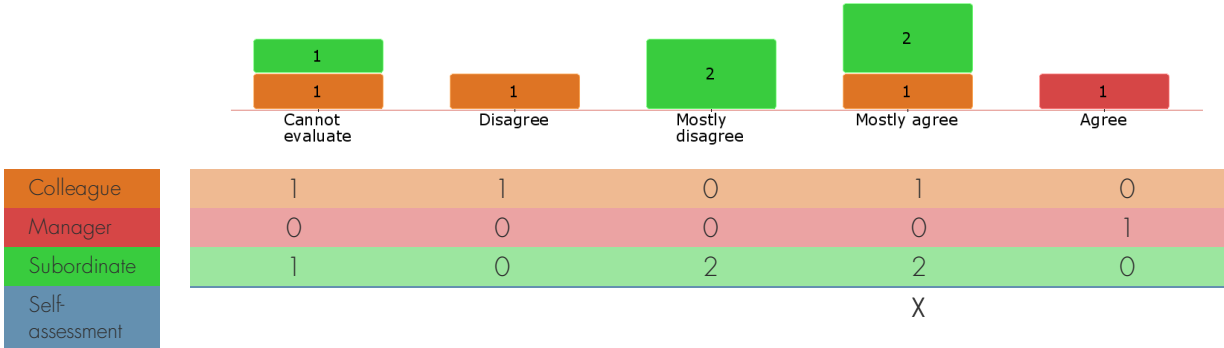 1 2 2
1 1 1 1
Cannot evaluate Disagree Mostly disagree Mostly agree Agree
Colleague 1 1 0 1 0
Manager 0 0 0 0 1
Subordinate 1 0 2 2 0
Self-
assessment X